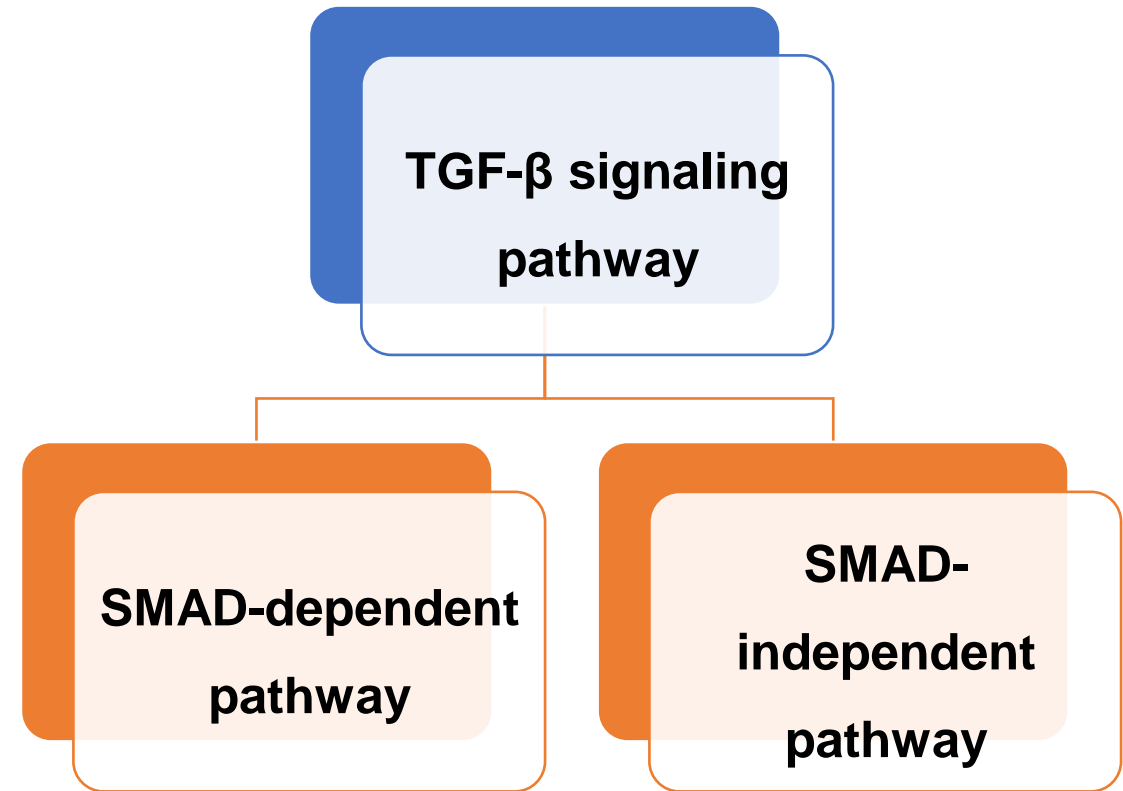 TGF-β signaling
pathway
SMAD-dependent
pathway
SMAD-
independent
pathway